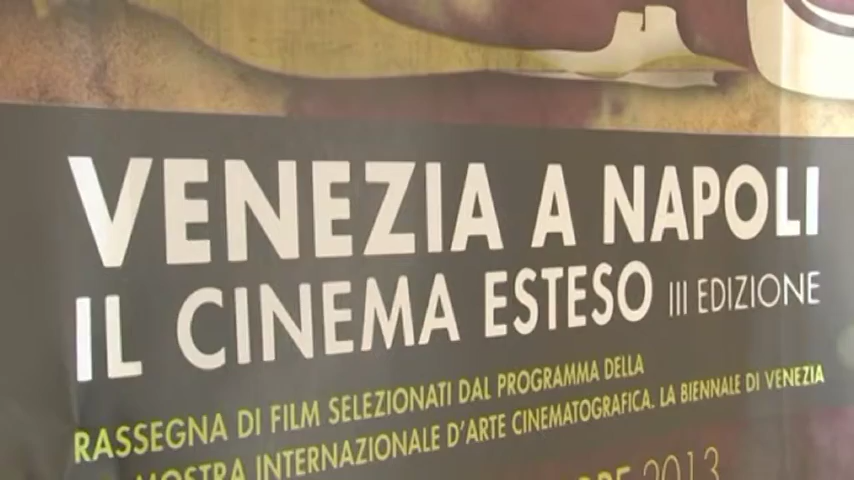 VENEZIA A NAPOLI
IL CINEMA ESTESO III EDIZIONE
RASSEGNA DI FILM SELEZIONATI DAL PROGRAMMA DELLA
MOSTRA INTERNAZIONALE D'ARTE CINEMATOGRAFICA. LA BIENNALE DI VENEZIA
2013